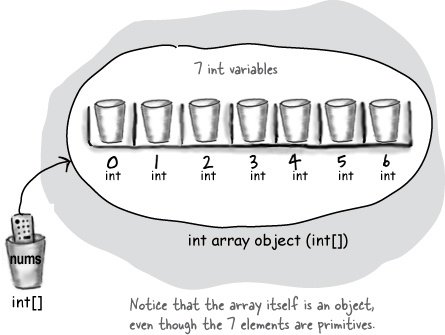 7 int variables
0 1 2 3 4 5 6
int int int int int int int
nums
int[]
int array object (int[])
Notice that the array itself is an object,
even though the 7 elements are primitives.